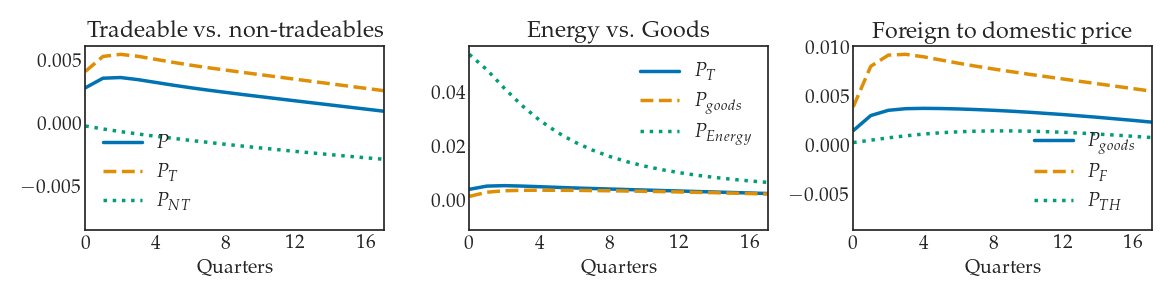 Tradeable vs. non-tradeables
0.005
0.000
−0.005
P
P_T
P_NT
0 4 8 12 16
Quarters
Energy vs. Goods
0.04
0.02
0.00
P_T
P_goods
P_Energy
0 4 8 12 16
Quarters
Foreign to domestic price
0.010
0.005
0.000
−0.005
P_goods
P_F
P_TH
0 4 8 12 16
Quarters